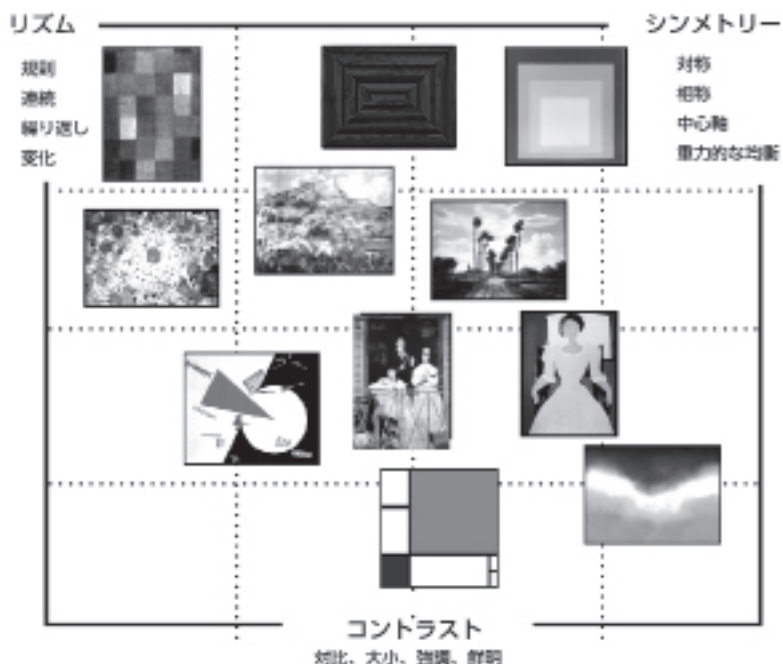 リズム
規則
連続
繰り返し
変化
シンメトリー
対称
相称
中心軸
重力的な均衡
コントラスト
対比、大小、強調、鮮明